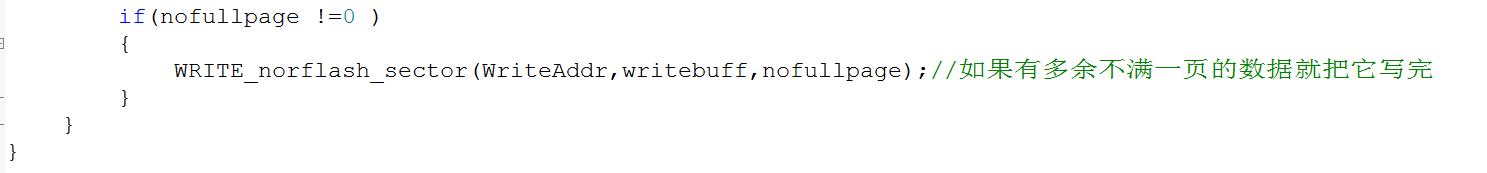 if(nofullpage !=0 )
{
WRITE_norflash_sector(WriteAddr,writebuff,nofullpage);//如果有多余不满一页的数据就把它写完
}
}
}